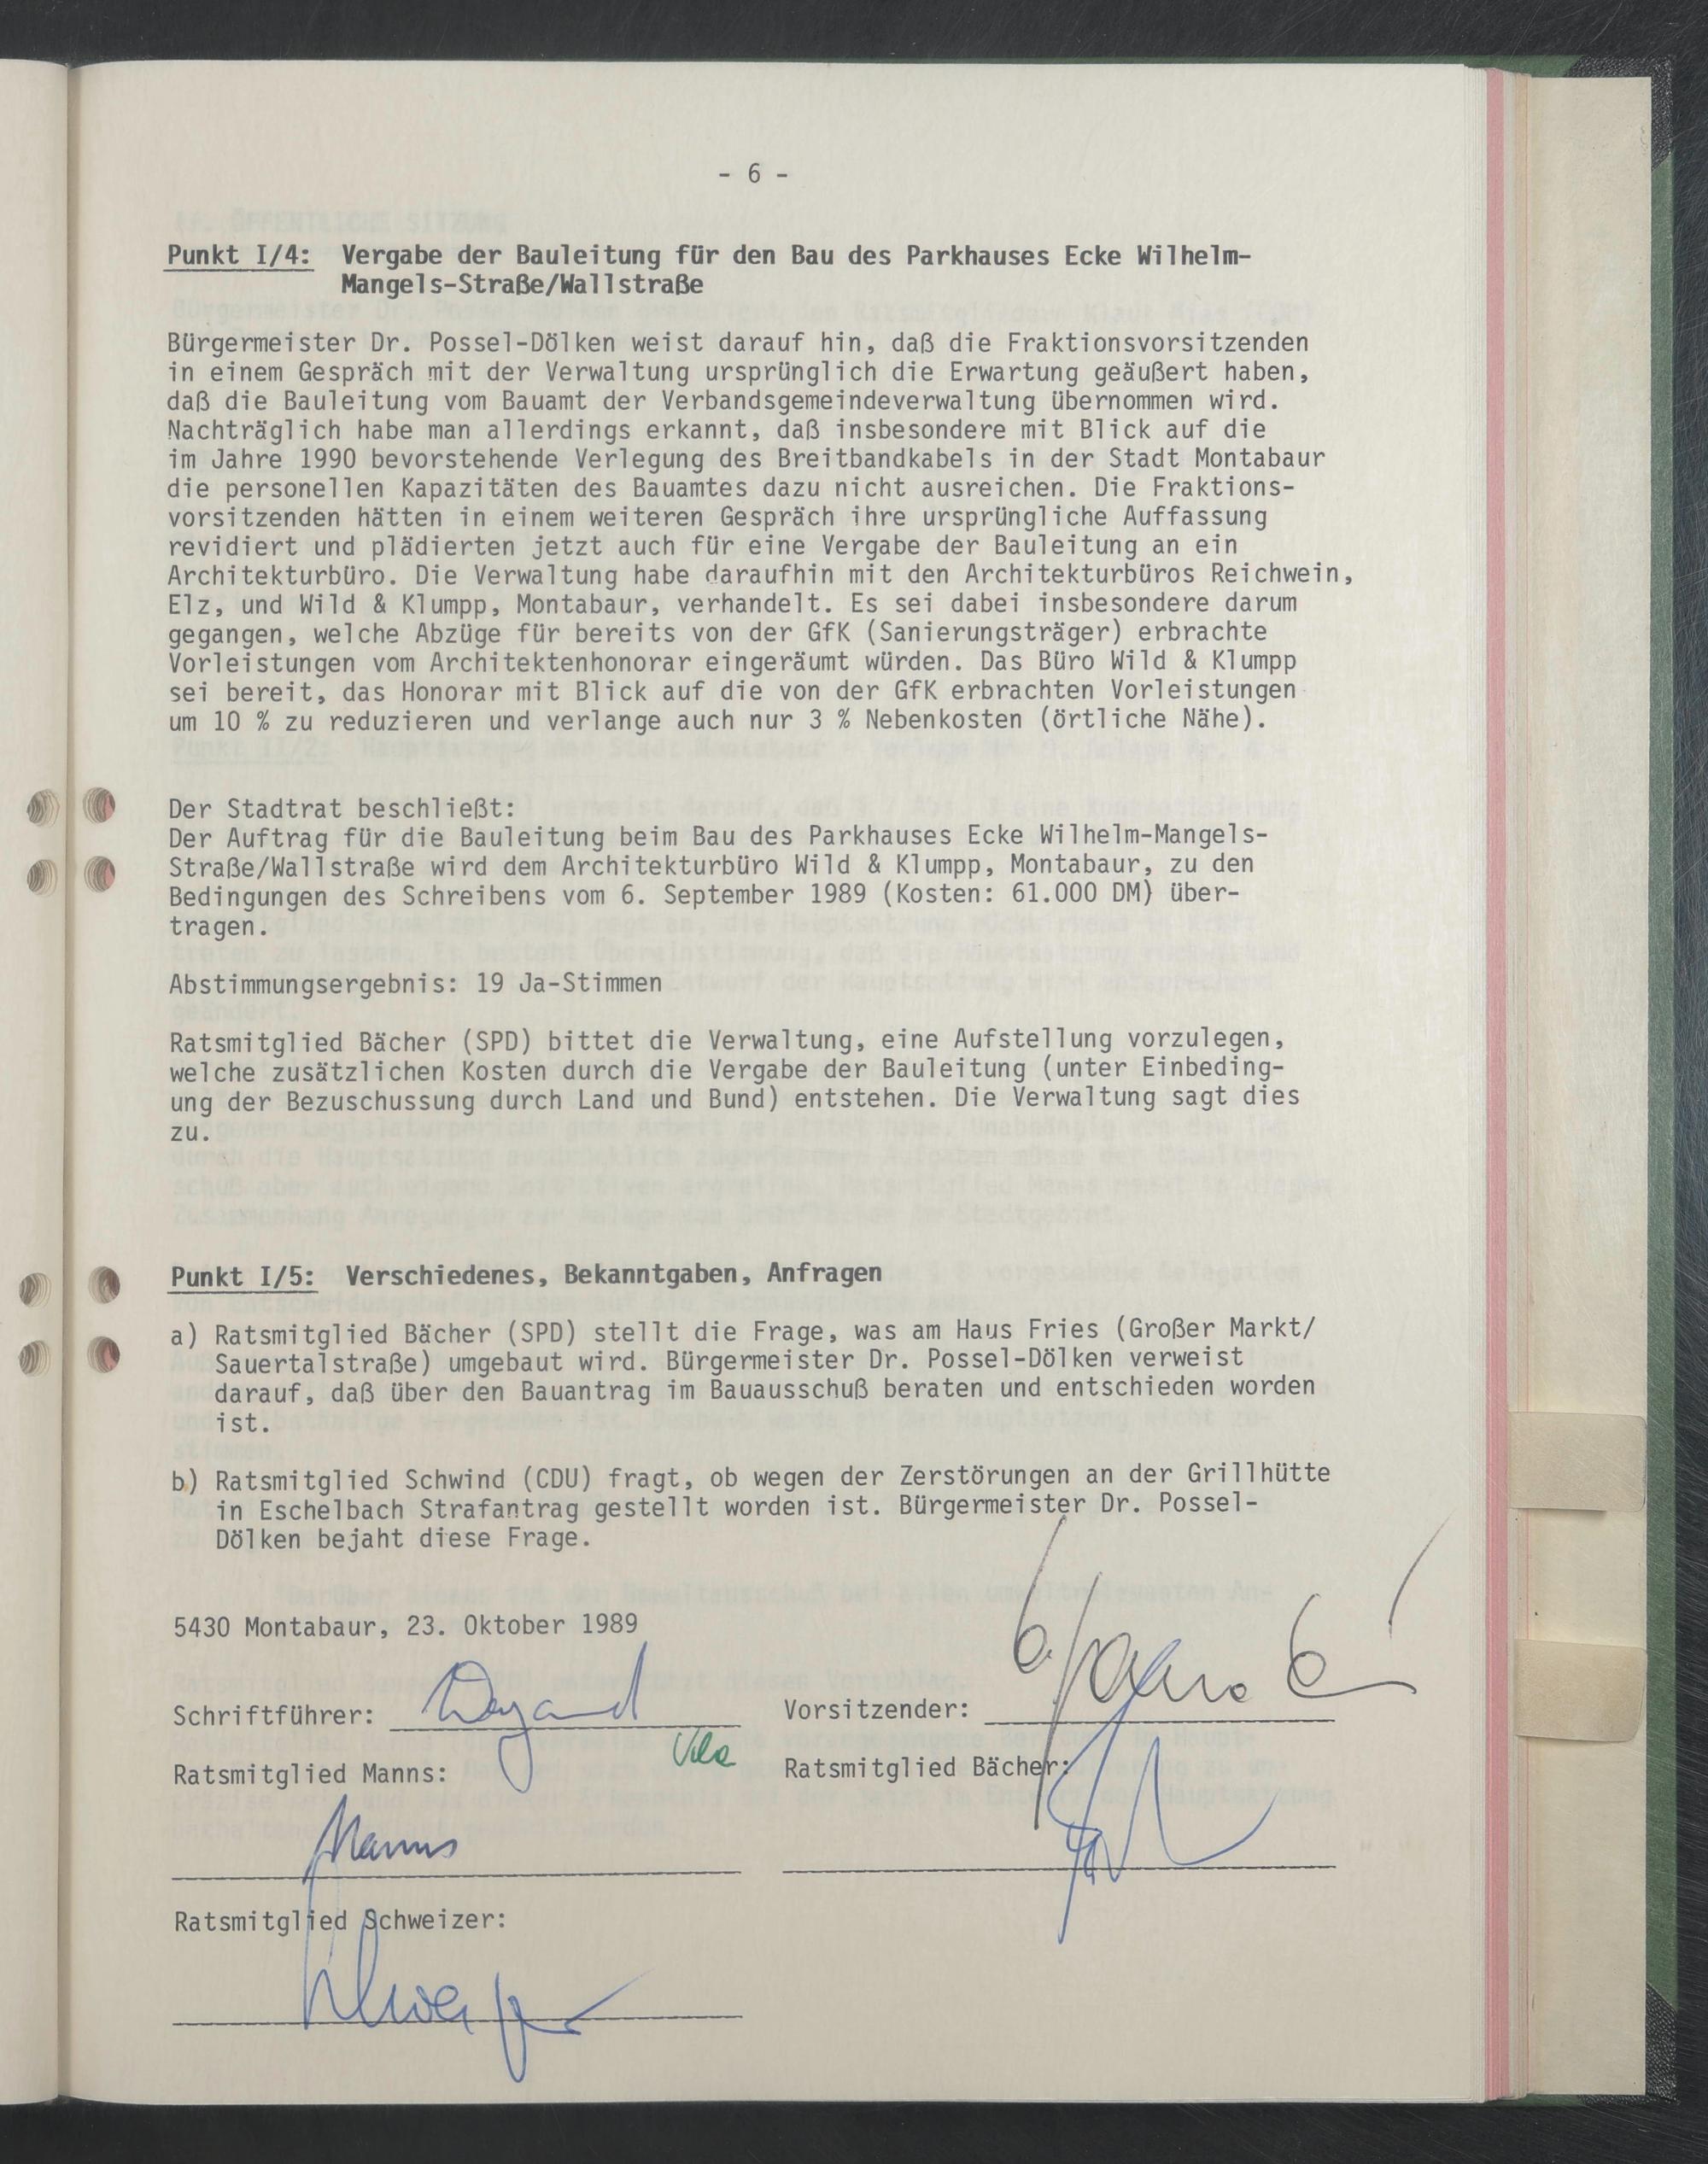 - 6 -
Punkt I/4: Vergabe der Bauleitung für den Bau des Parkhauses Ecke Wilhelm-
Mangels-Straße/Wallstraße
Bürgermeister Dr. Possel-Dölken weist darauf hin, daß die Fraktionsvorsitzenden
in einem Gespräch mit der Verwaltung ursprünglich die Erwartung geäußert haben,
daß die Bauleitung vom Bauamt der Verbandsgemeindeverwaltung übernommen wird.
Nachträglich habe man allerdings erkannt, daß insbesondere mit Blick auf die
im Jahre 1990 bevorstehende Verlegung des Breitbandkabels in der Stadt Montabaur
die personellen Kapazitäten des Bauamtes dazu nicht ausreichen. Die Fraktions-
vorsitzenden hätten in einem weiteren Gespräch ihre ursprüngliche Auffassung
revidiert und plädierten jetzt auch für eine Vergabe der Bauleitung an ein
Architekturbüro. Die Verwaltung habe daraufhin mit den Architekturbüros Reichwein,
Elz, und Wild & Klumpp, Montabaur, verhandelt. Es sei dabei insbesondere darum
gegangen, welche Abzüge für bereits von der GfK (Sanierungsträger) erbrachte
Vorleistungen vom Architektenhonorar eingeräumt würden. Das Büro Wild & Klumpp
sei bereit, das Honorar mit Blick auf die von der GfK erbrachten Vorleistungen
um 10 % zu reduzieren und verlange auch nur 3 % Nebenkosten (örtliche Nähe).
Der Stadtrat beschließt:
Der Auftrag für die Bauleitung beim Bau des Parkhauses Ecke Wilhelm-Mangels-
Straße/Wallstraße wird dem Architekturbüro Wild & Klumpp, Montabaur, zu den
Bedingungen des Schreibens vom 6. September 1989 (Kosten: 61.000 DM) über-
tragen.
Abstimmungsergebnis: 19 Ja-Stimmen
Ratsmitglied Bächer (SPD) bittet die Verwaltung, eine Aufstellung vorzulegen,
welche zusätzlichen Kosten durch die Vergabe der Bauleitung (unter Einbeding-
ung der Bezuschussung durch Land und Bund) entstehen. Die Verwaltung sagt dies
zu.
Punkt I/5: Verschiedenes, Bekanntgaben, Anfragen
a) Ratsmitglied Bächer (SPD) stellt die Frage, was am Haus Fries (Großer Markt/
Sauertalstraße) umgebaut wird. Bürgermeister Dr. Possel-Dölken verweist
darauf, daß über den Bauantrag im Bauausschuß beraten und entschieden worden
ist.
b) Ratsmitglied Schwind (CDU) fragt, ob wegen der Zerstörungen an der Grillhütte
in Eschelbach Strafantrag gestellt worden ist. Bürgermeister Dr. Possel-
Dölken bejaht diese Frage.
5430 Montabaur, 23. Oktober 1989
Schriftführer: Vorsitzender:
Ratsmitglied Manns: Ratsmitglied Bächer:
Manns
Ratsmitglied Schweizer: